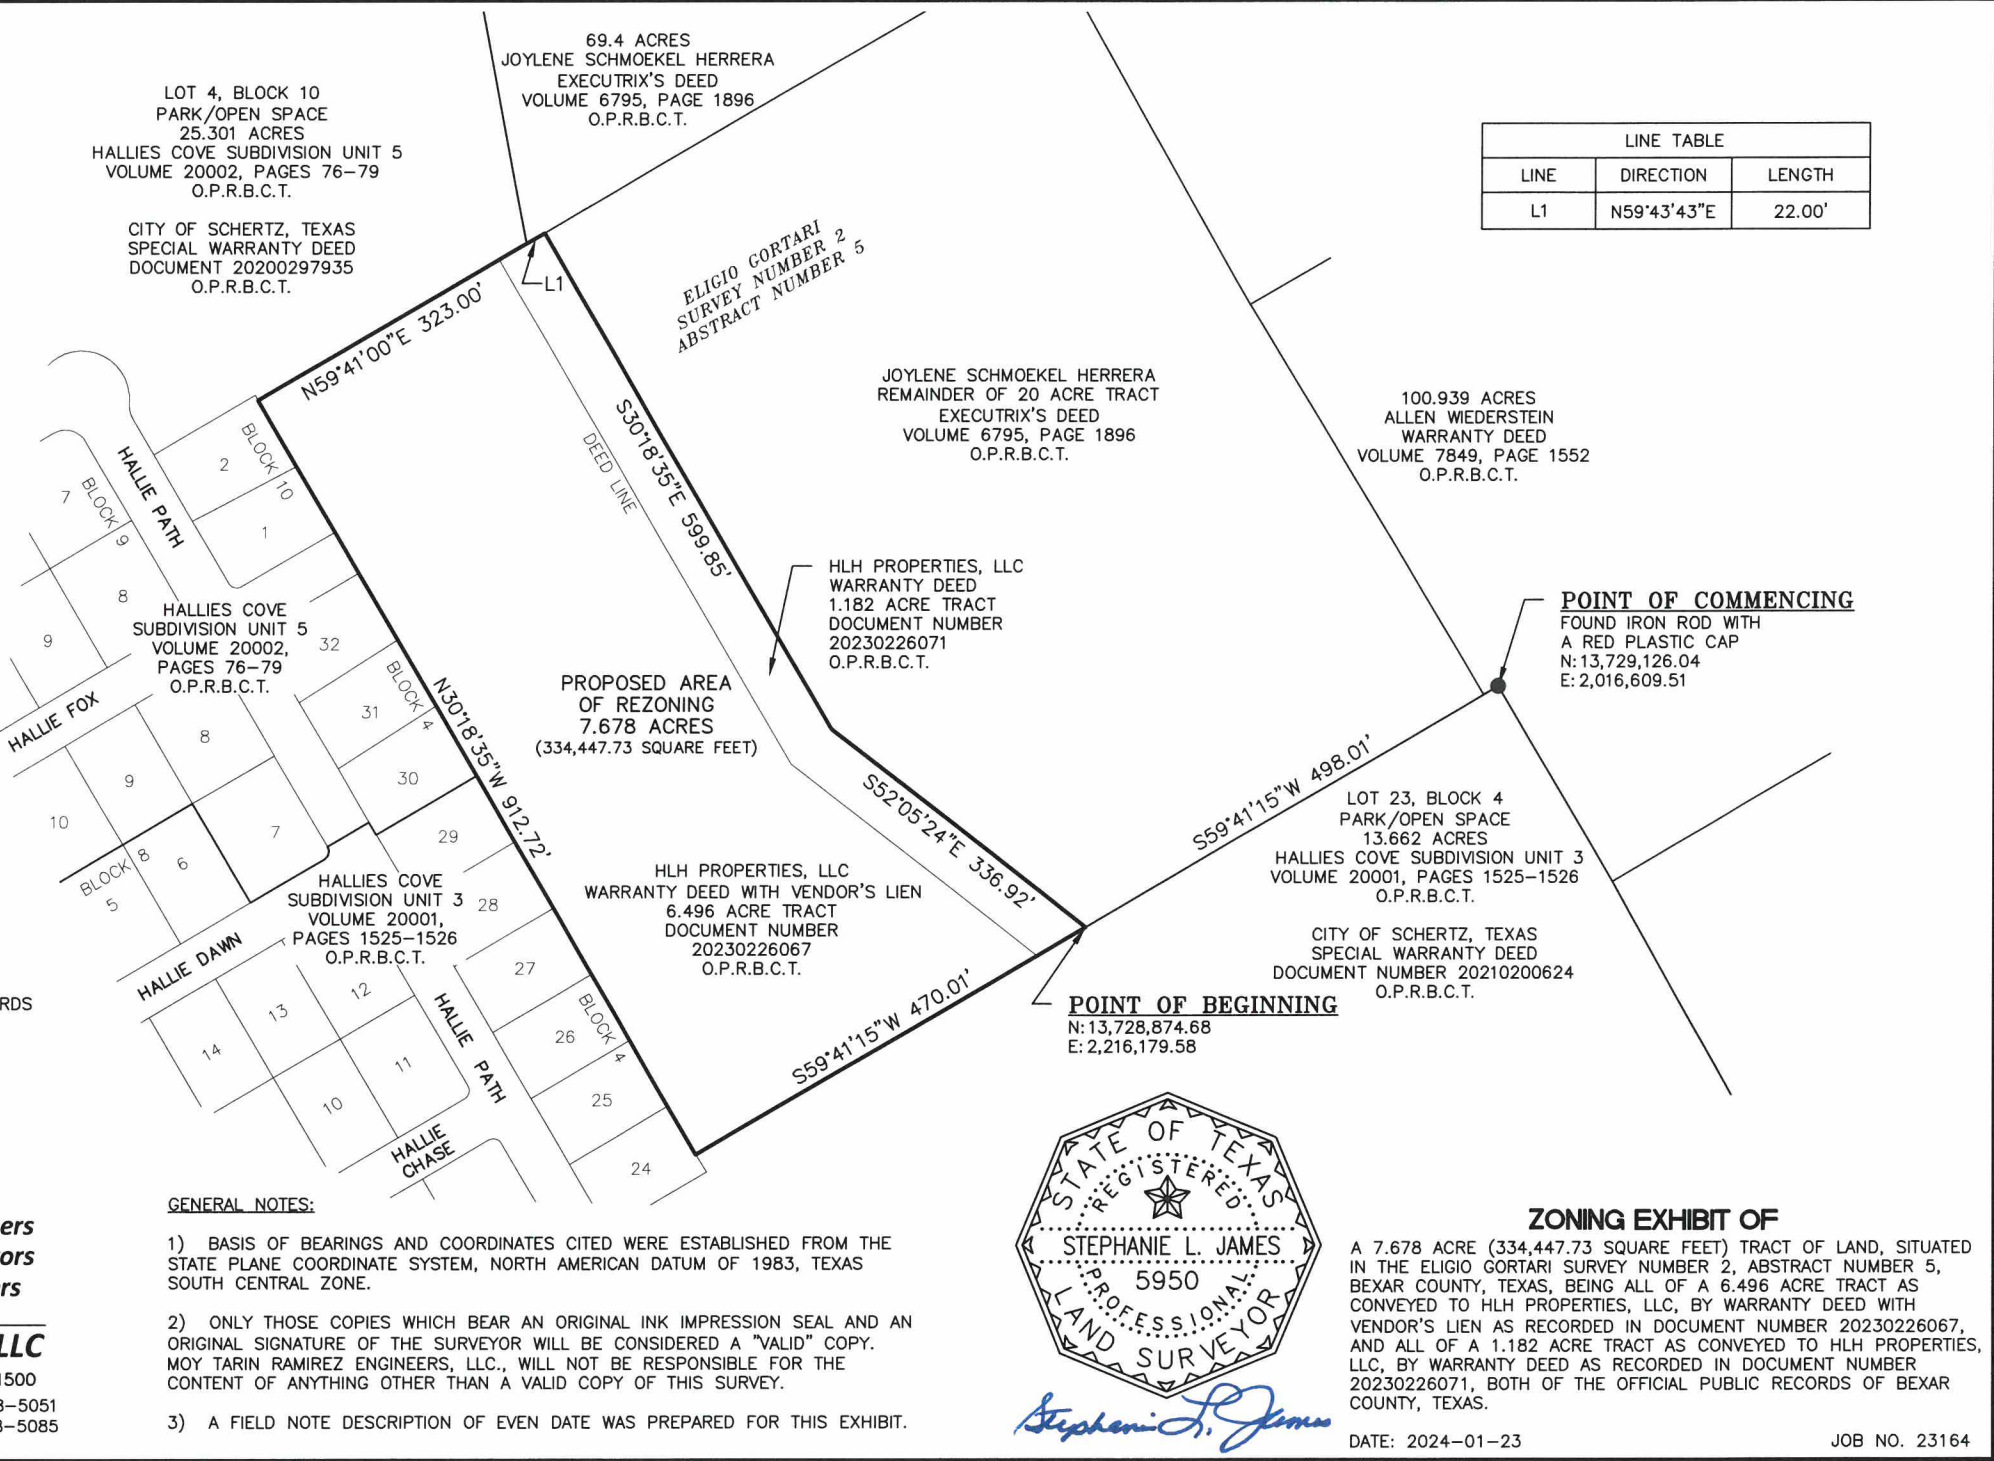 69.4 ACRES
JOYLENE SCHMOEKEL HERRERA
EXECUTRIX'S DEED
VOLUME 6795, PAGE 1896
O.P.R.B.C.T.
LOT 4, BLOCK 10
PARK/OPEN SPACE
25.301 ACRES
HALLIES COVE SUBDIVISION UNIT 5
VOLUME 20002, PAGES 76-79
O.P.R.B.C.T.
CITY OF SCHERTZ, TEXAS
SPECIAL WARRANTY DEED
DOCUMENT 20200297935
O.P.R.B.C.T.
LINE TABLE
LINE DIRECTION LENGTH
L1 N59°43'43"E 22.00'
L1
ELIGIO GORTARI
SURVEY NUMBER 2
ABSTRACT NUMBER 5
N59°41'00"E 323.00'
S30°18'35"E 599.85'
DEED LINE
JOYLENE SCHMOEKEL HERRERA
REMAINDER OF 20 ACRE TRACT
EXECUTRIX'S DEED
VOLUME 6795, PAGE 1896
O.P.R.B.C.T.
100.939 ACRES
ALLEN WIEDERSTEIN
WARRANTY DEED
VOLUME 7849, PAGE 1552
O.P.R.B.C.T.
BLOCK 10
2
1
HALLIE PATH
7
BLOCK 9
8
9
HALLIES COVE
SUBDIVISION UNIT 5
VOLUME 20002,
PAGES 76-79
O.P.R.B.C.T.
32
31
BLOCK 4
30
HALLIE FOX
8
9
10
7
6
BLOCK 8
5
N30°18'35"W 912.72'
HLH PROPERTIES, LLC
WARRANTY DEED
1.182 ACRE TRACT
DOCUMENT NUMBER
20230226071
O.P.R.B.C.T.
PROPOSED AREA
OF REZONING
7.678 ACRES
(334,447.73 SQUARE FEET)
POINT OF COMMENCING
FOUND IRON ROD WITH
A RED PLASTIC CAP
N:13,729,126.04
E:2,016,609.51
S52°05'24"E 336.92'
S59°41'15"W 498.01'
LOT 23, BLOCK 4
PARK/OPEN SPACE
13.662 ACRES
HALLIES COVE SUBDIVISION UNIT 3
VOLUME 20001, PAGES 1525-1526
O.P.R.B.C.T.
CITY OF SCHERTZ, TEXAS
SPECIAL WARRANTY DEED
DOCUMENT NUMBER 20210200624
O.P.R.B.C.T.
HLH PROPERTIES, LLC
WARRANTY DEED WITH VENDOR'S LIEN
6.496 ACRE TRACT
DOCUMENT NUMBER
20230226067
O.P.R.B.C.T.
29
28
27
26
25
24
BLOCK 4
HALLIES COVE
SUBDIVISION UNIT 3
VOLUME 20001,
PAGES 1525-1526
O.P.R.B.C.T.
HALLIE DAWN
12
13
14
11
10
HALLIE PATH
HALLIE
CHASE
S59°41'15"W 470.01'
POINT OF BEGINNING
N:13,728,874.68
E:2,216,179.58
RDS
ers
tors
rs
LLC
1500
3-5051
3-5085
GENERAL NOTES:
1) BASIS OF BEARINGS AND COORDINATES CITED WERE ESTABLISHED FROM THE
STATE PLANE COORDINATE SYSTEM, NORTH AMERICAN DATUM OF 1983, TEXAS
SOUTH CENTRAL ZONE.
2) ONLY THOSE COPIES WHICH BEAR AN ORIGINAL INK IMPRESSION SEAL AND AN
ORIGINAL SIGNATURE OF THE SURVEYOR WILL BE CONSIDERED A "VALID" COPY.
MOY TARIN RAMIREZ ENGINEERS, LLC., WILL NOT BE RESPONSIBLE FOR THE
CONTENT OF ANYTHING OTHER THAN A VALID COPY OF THIS SURVEY.
3) A FIELD NOTE DESCRIPTION OF EVEN DATE WAS PREPARED FOR THIS EXHIBIT.
STATE OF TEXAS
REGISTERED
STEPHANIE L. JAMES
5950
PROFESSIONAL
LAND SURVEYOR
Stephanie L. James
ZONING EXHIBIT OF
A 7.678 ACRE (334,447.73 SQUARE FEET) TRACT OF LAND, SITUATED
IN THE ELIGIO GORTARI SURVEY NUMBER 2, ABSTRACT NUMBER 5,
BEXAR COUNTY, TEXAS, BEING ALL OF A 6.496 ACRE TRACT AS
CONVEYED TO HLH PROPERTIES, LLC, BY WARRANTY DEED WITH
VENDOR'S LIEN AS RECORDED IN DOCUMENT NUMBER 20230226067,
AND ALL OF A 1.182 ACRE TRACT AS CONVEYED TO HLH PROPERTIES,
LLC, BY WARRANTY DEED AS RECORDED IN DOCUMENT NUMBER
20230226071, BOTH OF THE OFFICIAL PUBLIC RECORDS OF BEXAR
COUNTY, TEXAS.
DATE: 2024-01-23
JOB NO. 23164